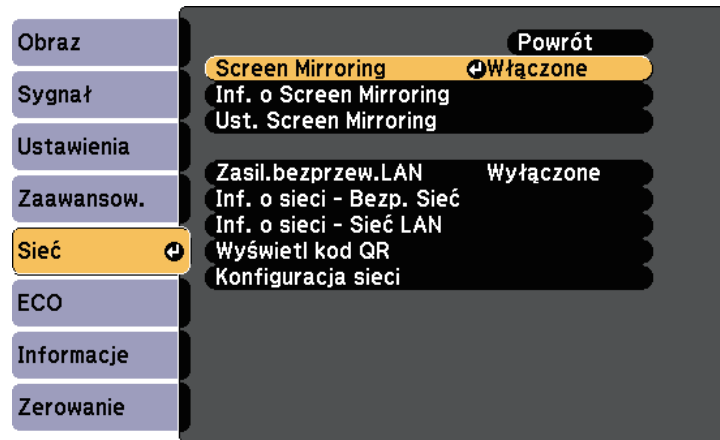 Obraz
Sygnał
Ustawienia
Zaawansow.
Sieć
ECO
Informacje
Zerowanie
Powrót
Screen Mirroring Włączone
Inf. o Screen Mirroring
Ust. Screen Mirroring
Zasil.bezprzew.LAN Wyłączone
Inf. o sieci - Bezp. Sieć
Inf. o sieci - Sieć LAN
Wyświetl kod QR
Konfiguracja sieci